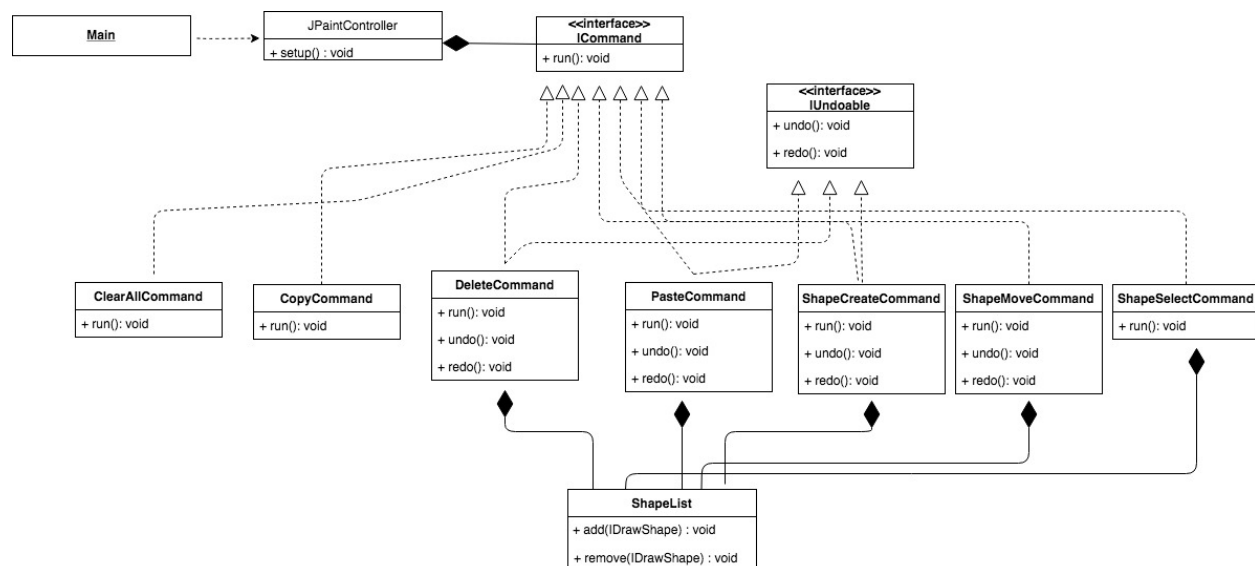 Main
JPaintController
+ setup() : void
<<interface>>
ICommand
+ run(): void
<<interface>>
IUndoable
+ undo(): void
+ redo(): void
ClearAllCommand
+ run(): void
CopyCommand
+ run(): void
DeleteCommand
+ run(): void
+ undo(): void
+ redo(): void
PasteCommand
+ run(): void
+ undo(): void
+ redo(): void
ShapeCreateCommand
+ run(): void
+ undo(): void
+ redo(): void
ShapeMoveCommand
+ run(): void
+ undo(): void
+ redo(): void
ShapeSelectCommand
+ run(): void
ShapeList
+ add(IDrawShape) : void
+ remove(IDrawShape) : void